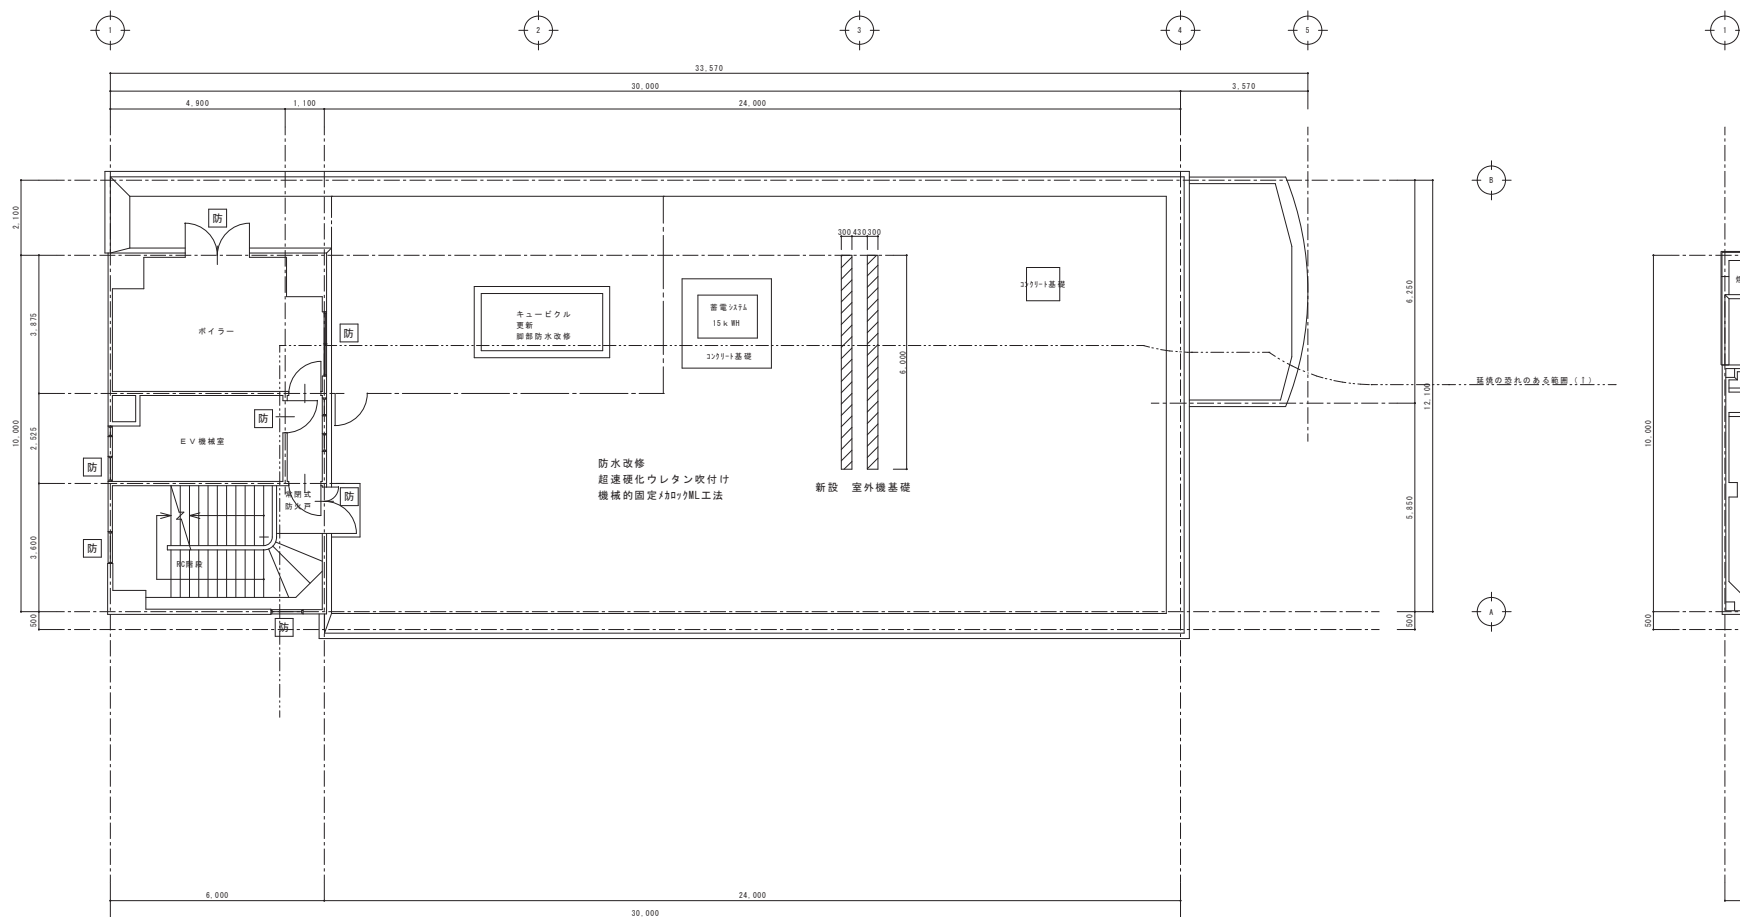 1
2
3
4
5
1
33,570
30,000
3,570
4,900
1,100
24,000
B
2,100
防
300
430
300
コンクリート基礎
6,250
キュービクル
更新
脚部防水改修
蓄電システム
15kWH
コンクリート基礎
3,875
ボイラー
防
6,000
延焼の恐れのある範囲(1)
12,100
防
10,000
2,525
EV機械室
10,000
防
防水改修
超速硬化ウレタン吹付け
機械的固定メカロックML工法
新設 室外機基礎
防
常閉式
防火戸
5,850
防
3,600
RC階段
A
500
防
500
500
6,000
24,000
30,000